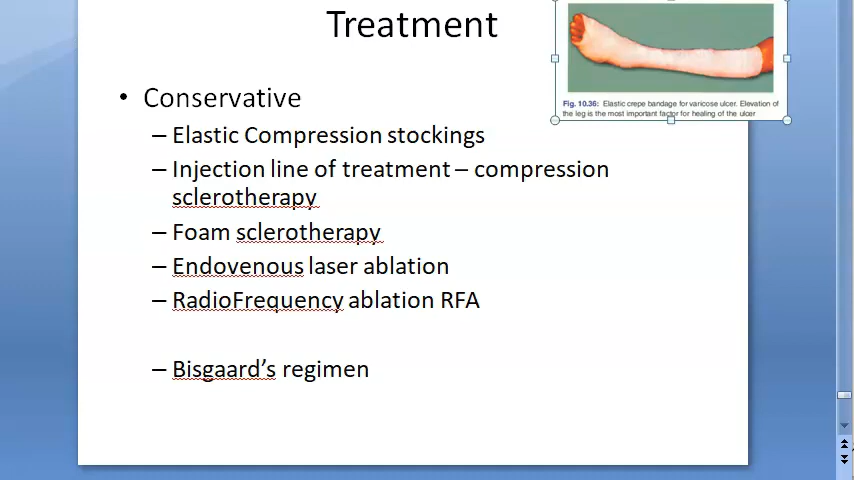 Treatment
Fig. 10.36: Elastic crepe bandage for varicose ulcer. Elevation of
the leg is the most important factor for healing of the ulcer
• Conservative
– Elastic Compression stockings
– Injection line of treatment – compression
sclerotherapy
– Foam sclerotherapy
– Endovenous laser ablation
– RadioFrequency ablation RFA
– Bisgaard’s regimen